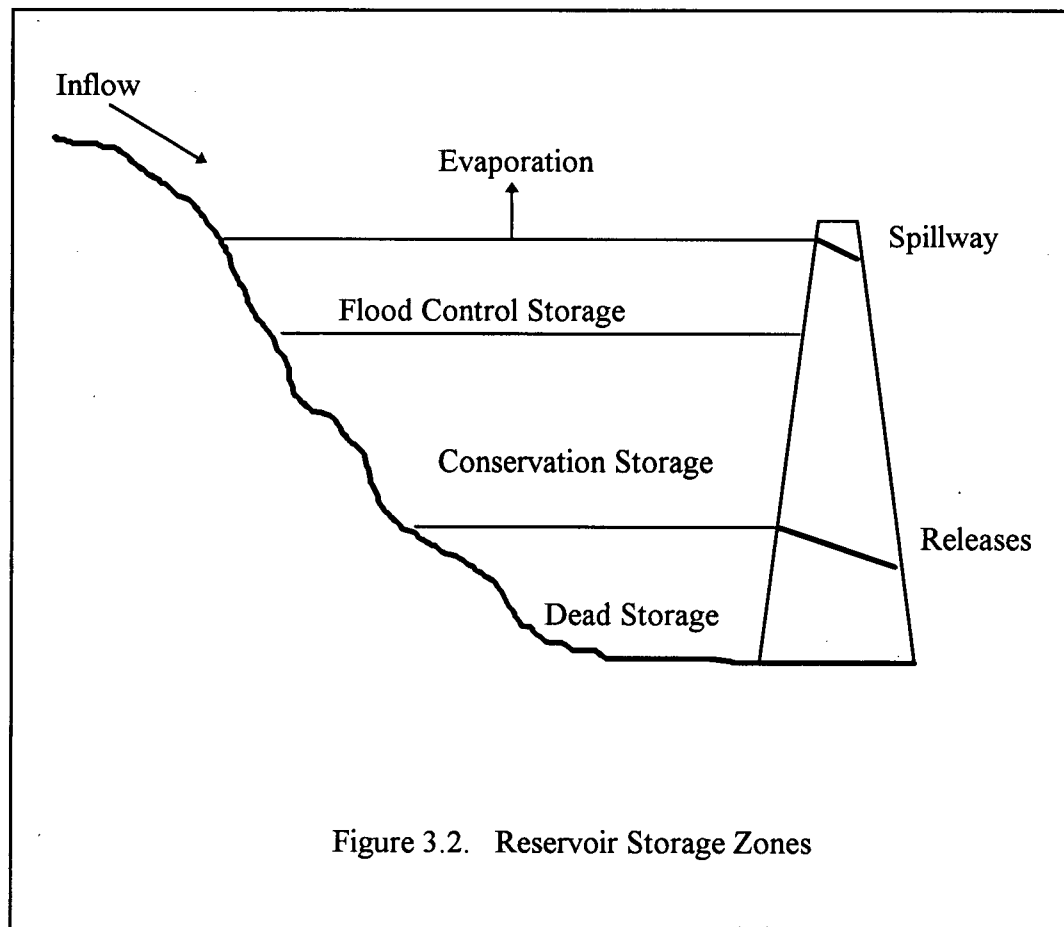 Inflow
Evaporation
Spillway
Flood Control Storage
Conservation Storage
Releases
Dead Storage
Figure 3.2. Reservoir Storage Zones